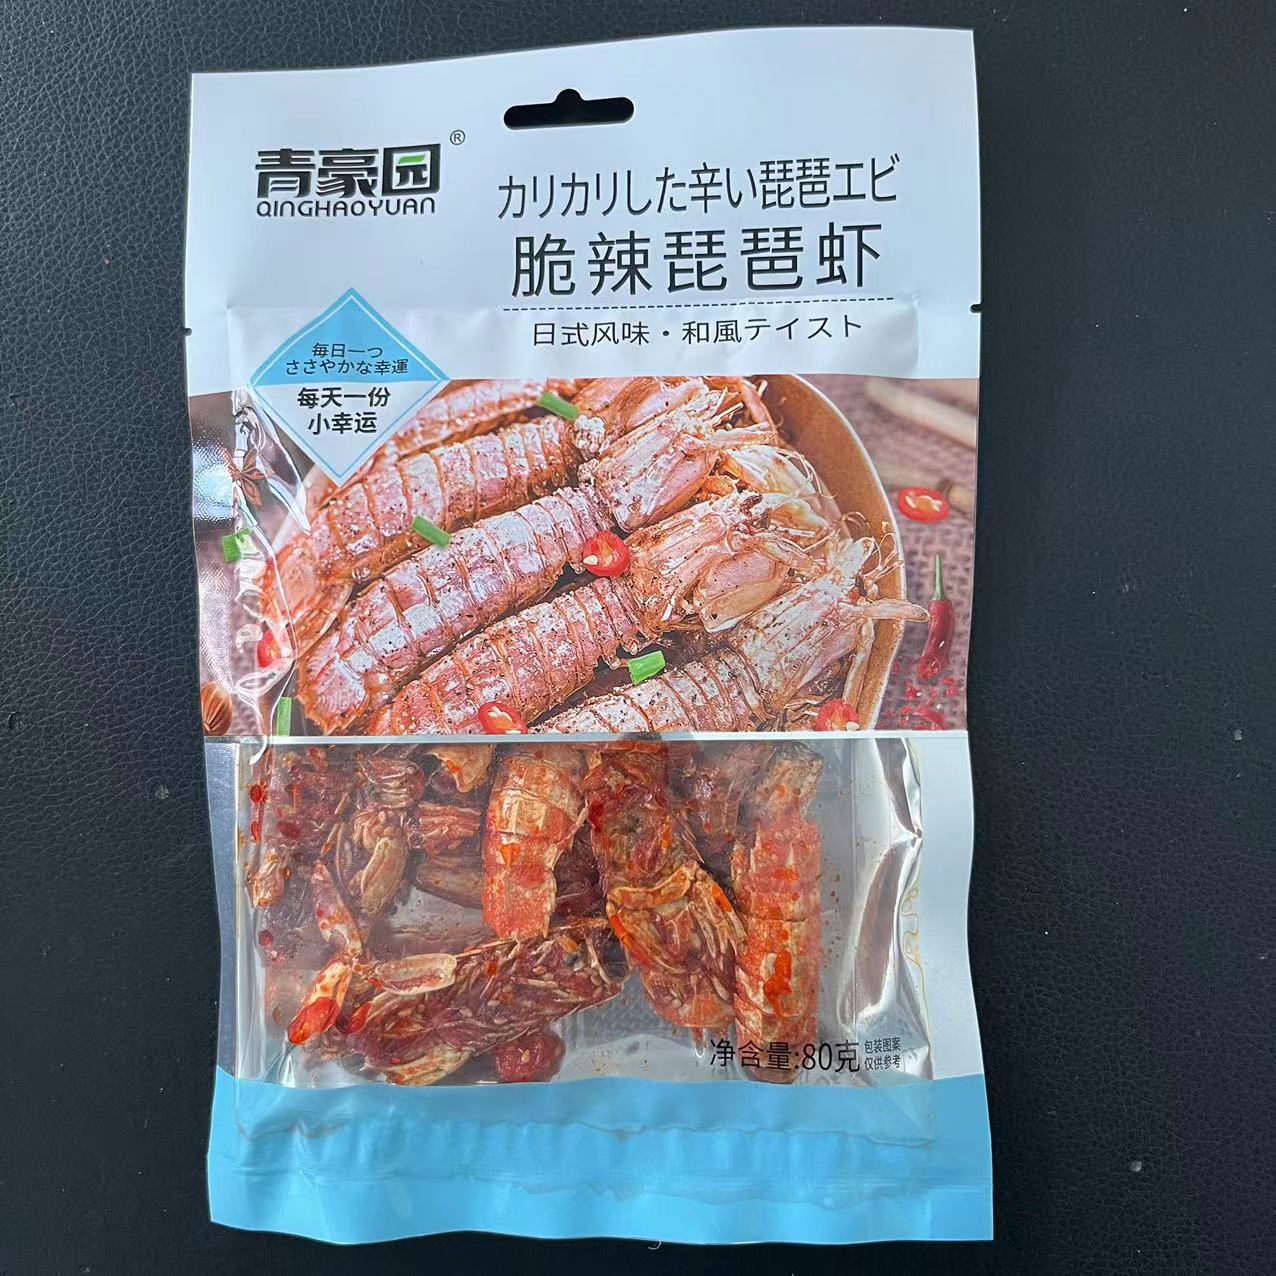 青豪园®
QINGHAOYUAN
カリカリした辛い琵琶エビ
脆辣琵琶虾
日式风味·和風テイスト
毎日一つ
ささやかな幸運
每天一份
小幸运
净含量:80克
包装图案
仅供参考